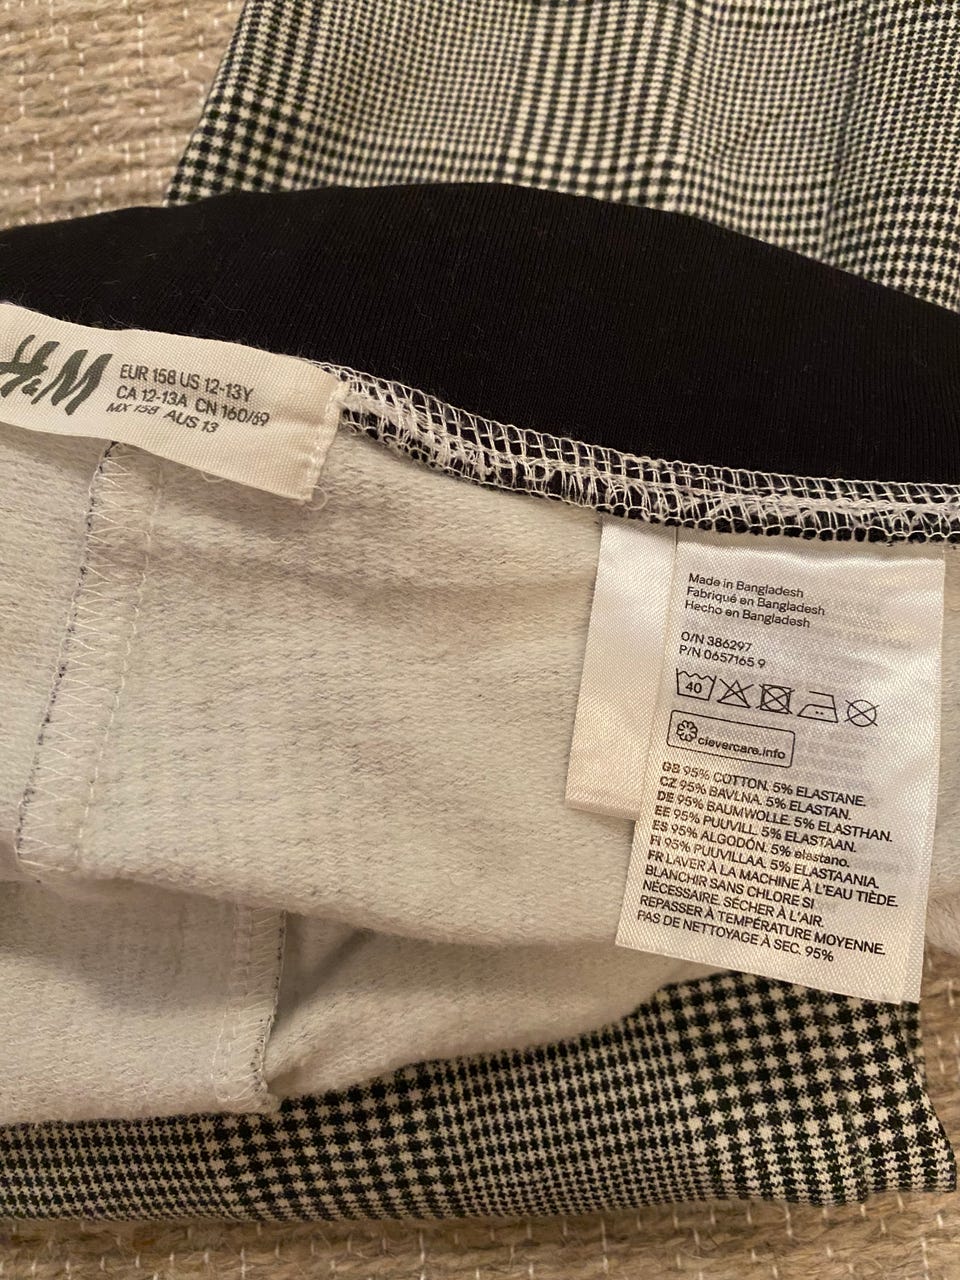 H&M
EUR 158 US 12-13Y
CA 12-13A CN 160/69
MX 158 AUS 13
Made in Bangladesh
Fabriqué en Bangladesh
Hecho en Bangladesh
O/N 386297
P/N 0657165 9
40
clevercare.info
GB 95% COTTON. 5% ELASTANE.
CZ 95% BAVLNA. 5% ELASTAN.
DE 95% BAUMWOLLE. 5% ELASTHAN.
EE 95% PUUVILL. 5% ELASTAAN.
ES 95% ALGODÓN. 5% elastano.
FI 95% PUUVILLAA. 5% ELASTAANIA.
FR LAVER À LA MACHINE À L'EAU TIÈDE.
BLANCHIR SANS CHLORE SI
NÉCESSAIRE. SÉCHER À L'AIR.
REPASSER À TEMPÉRATURE MOYENNE.
PAS DE NETTOYAGE À SEC. 95%